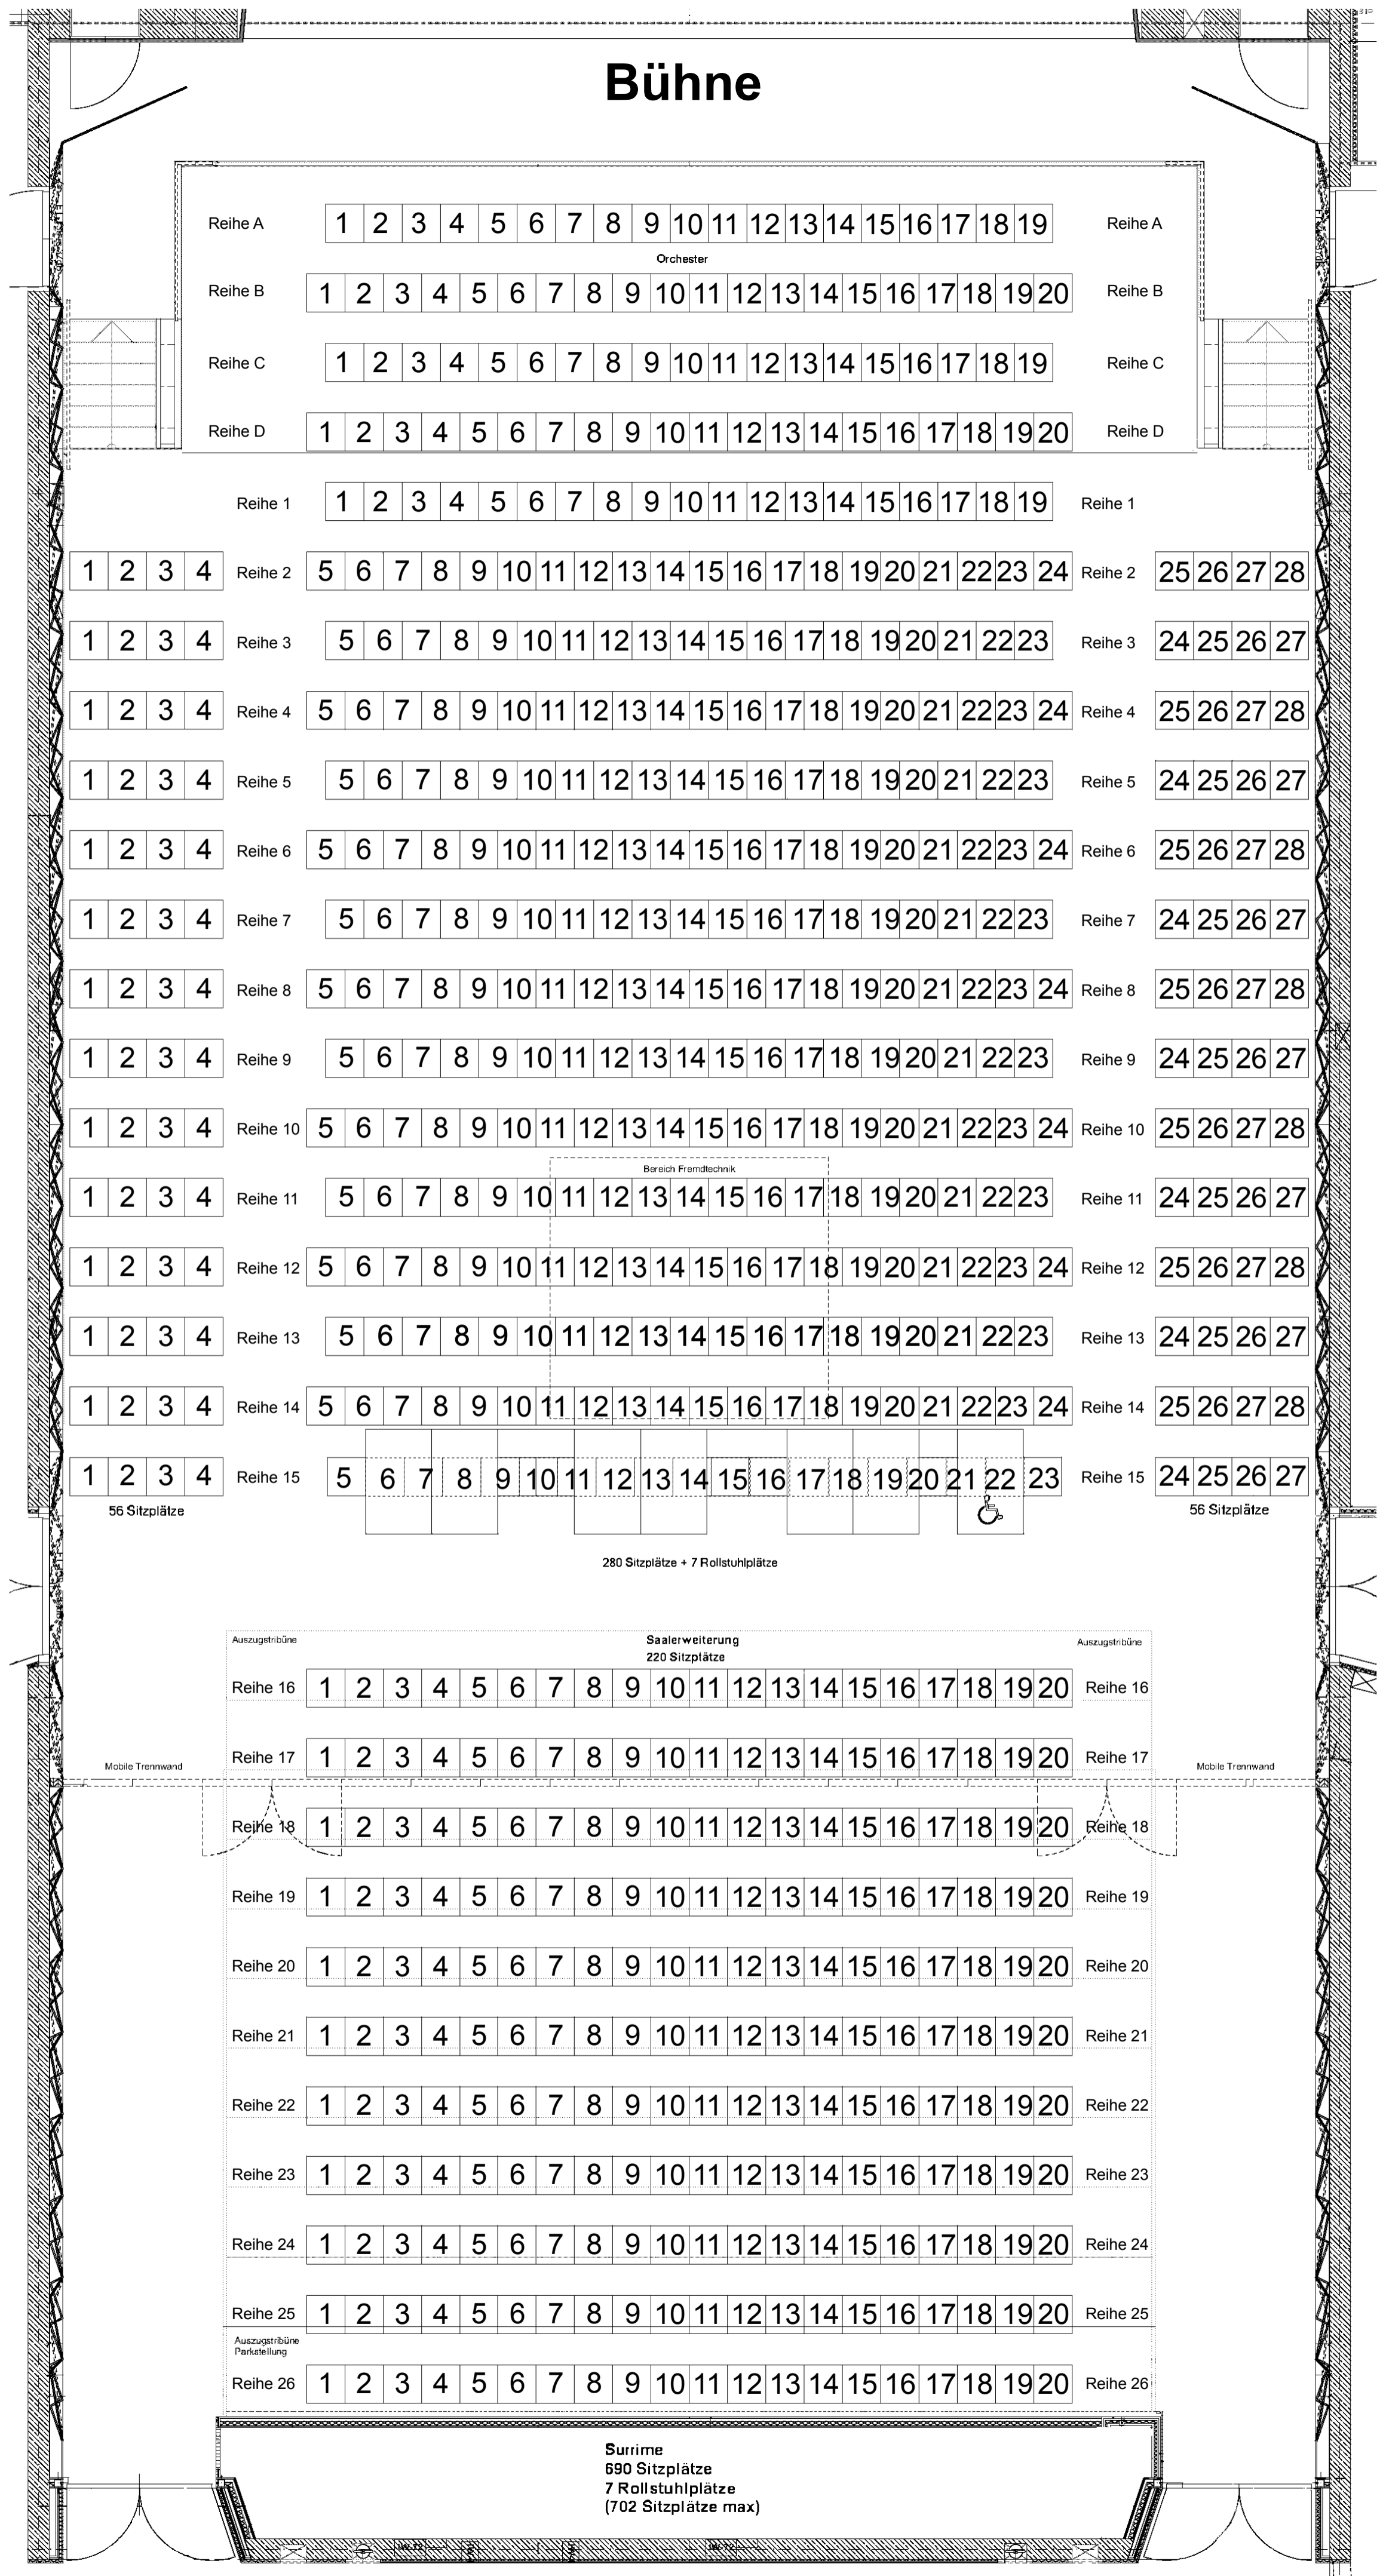 Bühne
Reihe A 1 2 3 4 5 6 7 8 9 10 11 12 13 14 15 16 17 18 19 Reihe A
Orchester
Reihe B 1 2 3 4 5 6 7 8 9 10 11 12 13 14 15 16 17 18 19 20 Reihe B
Reihe C 1 2 3 4 5 6 7 8 9 10 11 12 13 14 15 16 17 18 19 Reihe C
Reihe D 1 2 3 4 5 6 7 8 9 10 11 12 13 14 15 16 17 18 19 20 Reihe D
Reihe 1 1 2 3 4 5 6 7 8 9 10 11 12 13 14 15 16 17 18 19 Reihe 1
1 2 3 4 Reihe 2 5 6 7 8 9 10 11 12 13 14 15 16 17 18 19 20 21 22 23 24 Reihe 2 25 26 27 28
1 2 3 4 Reihe 3 5 6 7 8 9 10 11 12 13 14 15 16 17 18 19 20 21 22 23 Reihe 3 24 25 26 27
1 2 3 4 Reihe 4 5 6 7 8 9 10 11 12 13 14 15 16 17 18 19 20 21 22 23 24 Reihe 4 25 26 27 28
1 2 3 4 Reihe 5 5 6 7 8 9 10 11 12 13 14 15 16 17 18 19 20 21 22 23 Reihe 5 24 25 26 27
1 2 3 4 Reihe 6 5 6 7 8 9 10 11 12 13 14 15 16 17 18 19 20 21 22 23 24 Reihe 6 25 26 27 28
1 2 3 4 Reihe 7 5 6 7 8 9 10 11 12 13 14 15 16 17 18 19 20 21 22 23 Reihe 7 24 25 26 27
1 2 3 4 Reihe 8 5 6 7 8 9 10 11 12 13 14 15 16 17 18 19 20 21 22 23 24 Reihe 8 25 26 27 28
1 2 3 4 Reihe 9 5 6 7 8 9 10 11 12 13 14 15 16 17 18 19 20 21 22 23 Reihe 9 24 25 26 27
1 2 3 4 Reihe 10 5 6 7 8 9 10 11 12 13 14 15 16 17 18 19 20 21 22 23 24 Reihe 10 25 26 27 28
Bereich Fremdtechnik
1 2 3 4 Reihe 11 5 6 7 8 9 10 11 12 13 14 15 16 17 18 19 20 21 22 23 Reihe 11 24 25 26 27
1 2 3 4 Reihe 12 5 6 7 8 9 10 11 12 13 14 15 16 17 18 19 20 21 22 23 24 Reihe 12 25 26 27 28
1 2 3 4 Reihe 13 5 6 7 8 9 10 11 12 13 14 15 16 17 18 19 20 21 22 23 Reihe 13 24 25 26 27
1 2 3 4 Reihe 14 5 6 7 8 9 10 11 12 13 14 15 16 17 18 19 20 21 22 23 24 Reihe 14 25 26 27 28
1 2 3 4 Reihe 15 5 6 7 8 9 10 11 12 13 14 15 16 17 18 19 20 21 22 23 Reihe 15 24 25 26 27
56 Sitzplätze 56 Sitzplätze
280 Sitzplätze + 7 Rollstuhlplätze
Auszugstribüne Saalerweiterung Auszugstribüne
220 Sitzplätze
Reihe 16 1 2 3 4 5 6 7 8 9 10 11 12 13 14 15 16 17 18 19 20 Reihe 16
Reihe 17 1 2 3 4 5 6 7 8 9 10 11 12 13 14 15 16 17 18 19 20 Reihe 17
Mobile Trennwand Mobile Trennwand
Reihe 18 1 2 3 4 5 6 7 8 9 10 11 12 13 14 15 16 17 18 19 20 Reihe 18
Reihe 19 1 2 3 4 5 6 7 8 9 10 11 12 13 14 15 16 17 18 19 20 Reihe 19
Reihe 20 1 2 3 4 5 6 7 8 9 10 11 12 13 14 15 16 17 18 19 20 Reihe 20
Reihe 21 1 2 3 4 5 6 7 8 9 10 11 12 13 14 15 16 17 18 19 20 Reihe 21
Reihe 22 1 2 3 4 5 6 7 8 9 10 11 12 13 14 15 16 17 18 19 20 Reihe 22
Reihe 23 1 2 3 4 5 6 7 8 9 10 11 12 13 14 15 16 17 18 19 20 Reihe 23
Reihe 24 1 2 3 4 5 6 7 8 9 10 11 12 13 14 15 16 17 18 19 20 Reihe 24
Reihe 25 1 2 3 4 5 6 7 8 9 10 11 12 13 14 15 16 17 18 19 20 Reihe 25
Auszugstribüne
Parkstellung
Reihe 26 1 2 3 4 5 6 7 8 9 10 11 12 13 14 15 16 17 18 19 20 Reihe 26
Summe
690 Sitzplätze
7 Rollstuhlplätze
(702 Sitzplätze max)